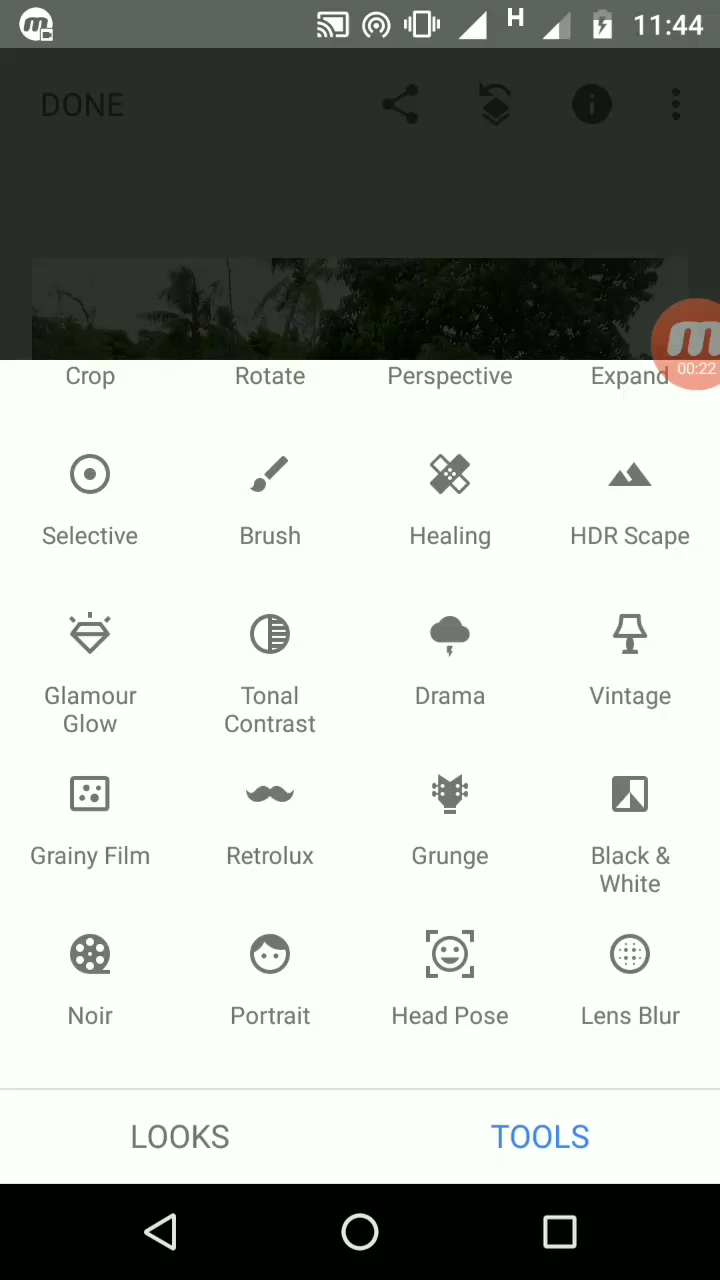 H 11:44
DONE
00:22
Crop Rotate Perspective Expand
Selective Brush Healing HDR Scape
Glamour Glow Tonal Contrast Drama Vintage
Grainy Film Retrolux Grunge Black & White
Noir Portrait Head Pose Lens Blur
LOOKS TOOLS